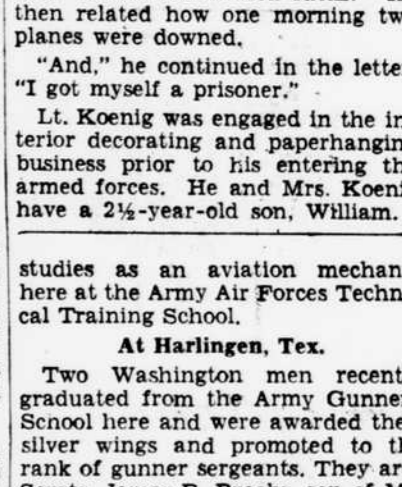 then related how one morning tw
planes were downed.
"And," he continued in the lette
"I got myself a prisoner."
Lt. Koenig was engaged in the in
terior decorating and paperhangin
business prior to his entering th
armed forces. He and Mrs. Koeni
have a 2½-year-old son, William.
studies as an aviation mechan
here at the Army Air Forces Techn
cal Training School.
At Harlingen, Tex.
Two Washington men recent
graduated from the Army Gunner
School here and were awarded the
silver wings and promoted to th
rank of gunner sergeants. They ar